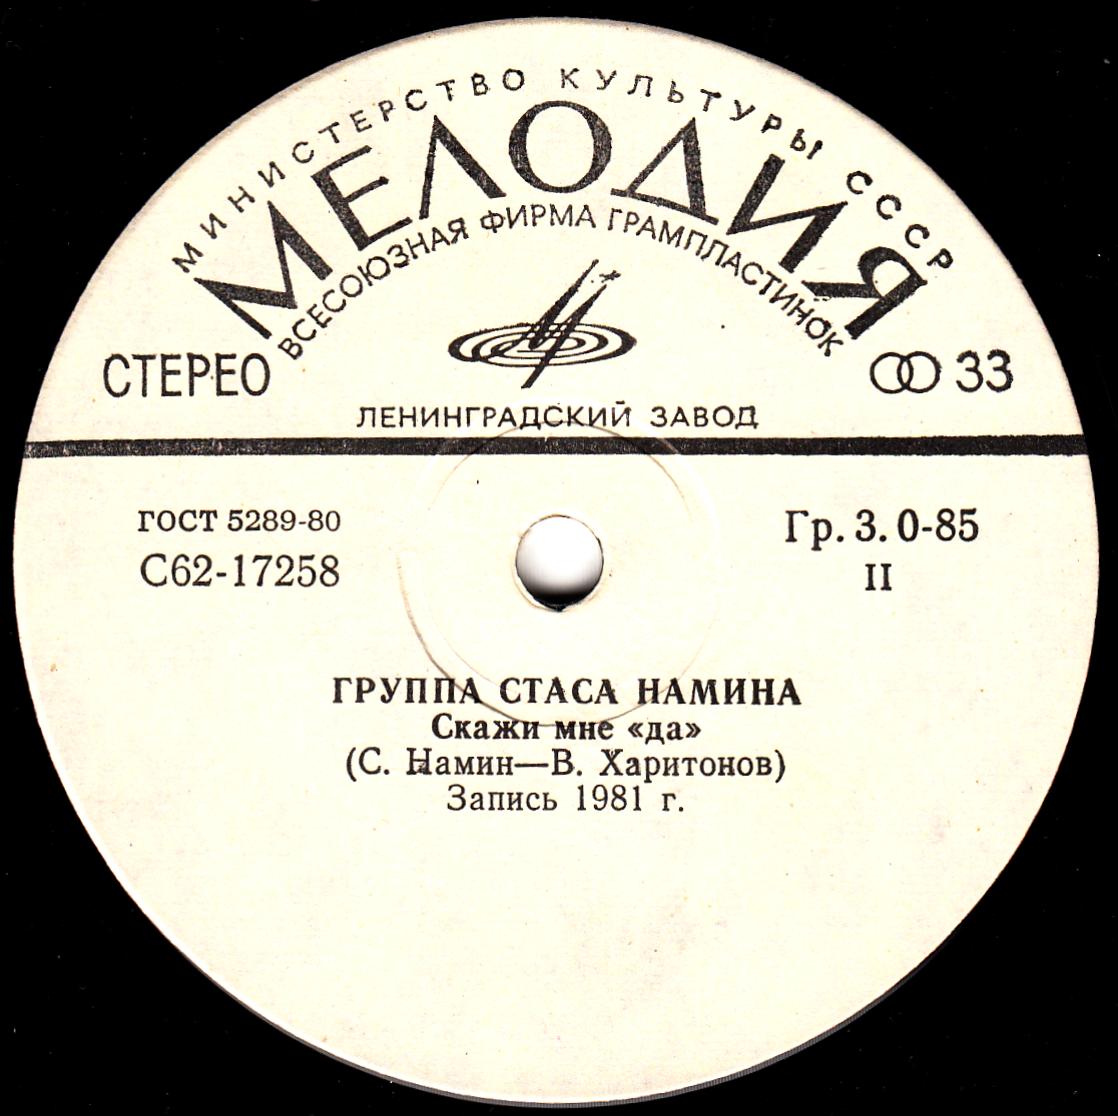 МИНИСТЕРСТВО КУЛЬТУРЫ СССР
МЕЛОДИЯ
ВСЕСОЮЗНАЯ ФИРМА ГРАМПЛАСТИНОК
СТЕРЕО
33
ЛЕНИНГРАДСКИЙ ЗАВОД
ГОСТ 5289-80
С62-17258
Гр. 3. 0-85
II
ГРУППА СТАСА НАМИНА
Скажи мне «да»
(С. Намин—В. Харитонов)
Запись 1981 г.